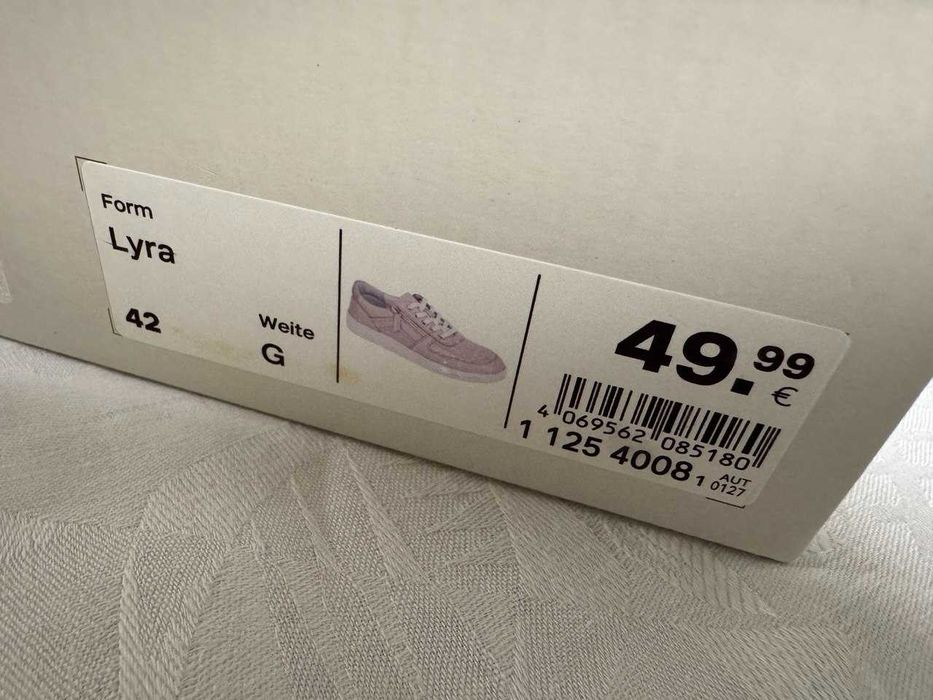 Form
Lyra
42
Weite
G
49.99
€
4 069562 085180
1 125 4008 1
AUT
0127